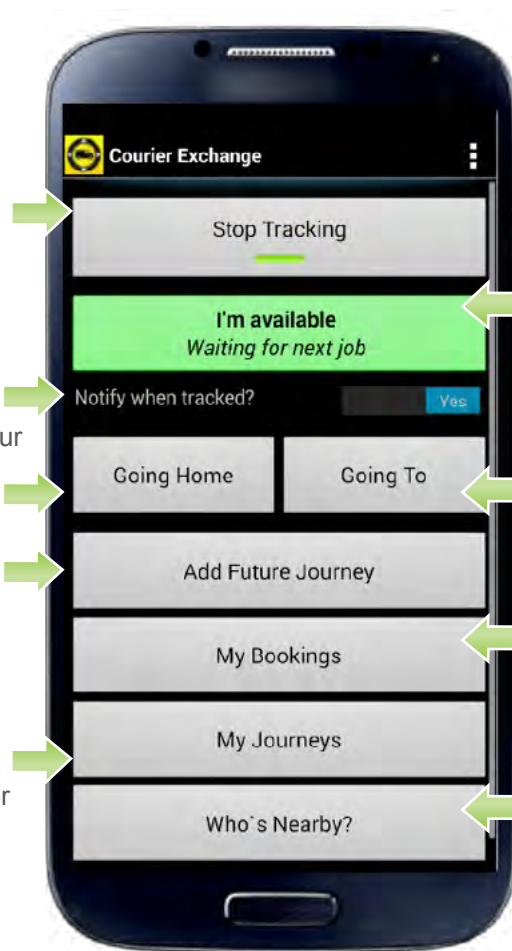 Courier Exchange
Stop Tracking
I'm available
Waiting for next job
Notify when tracked?
Yes
ur
Going Home
Going To
Add Future Journey
My Bookings
My Journeys
r
Who`s Nearby?